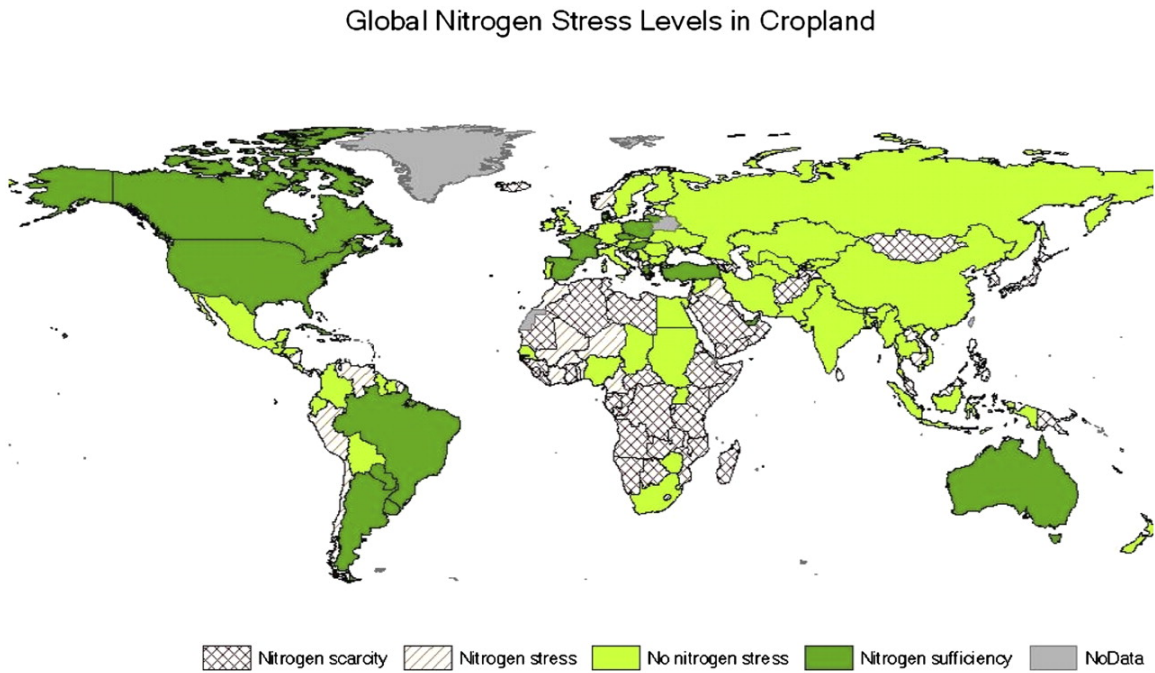 Global Nitrogen Stress Levels in Cropland
Nitrogen scarcity Nitrogen stress No nitrogen stress Nitrogen sufficiency NoData